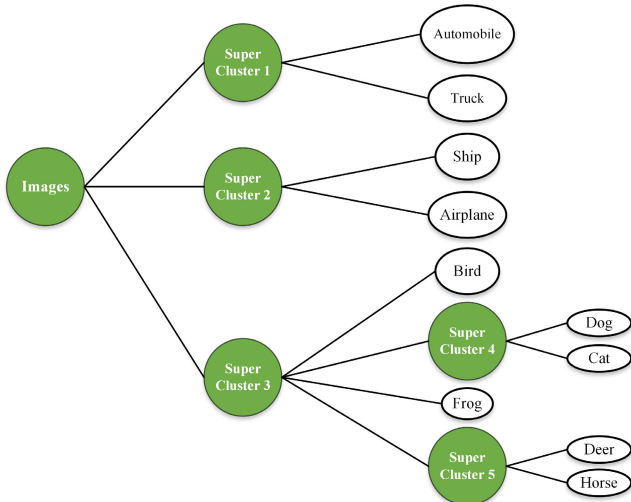 Images
Super
Cluster 1
Automobile
Truck
Super
Cluster 2
Ship
Airplane
Super
Cluster 3
Bird
Super
Cluster 4
Dog
Cat
Frog
Super
Cluster 5
Deer
Horse